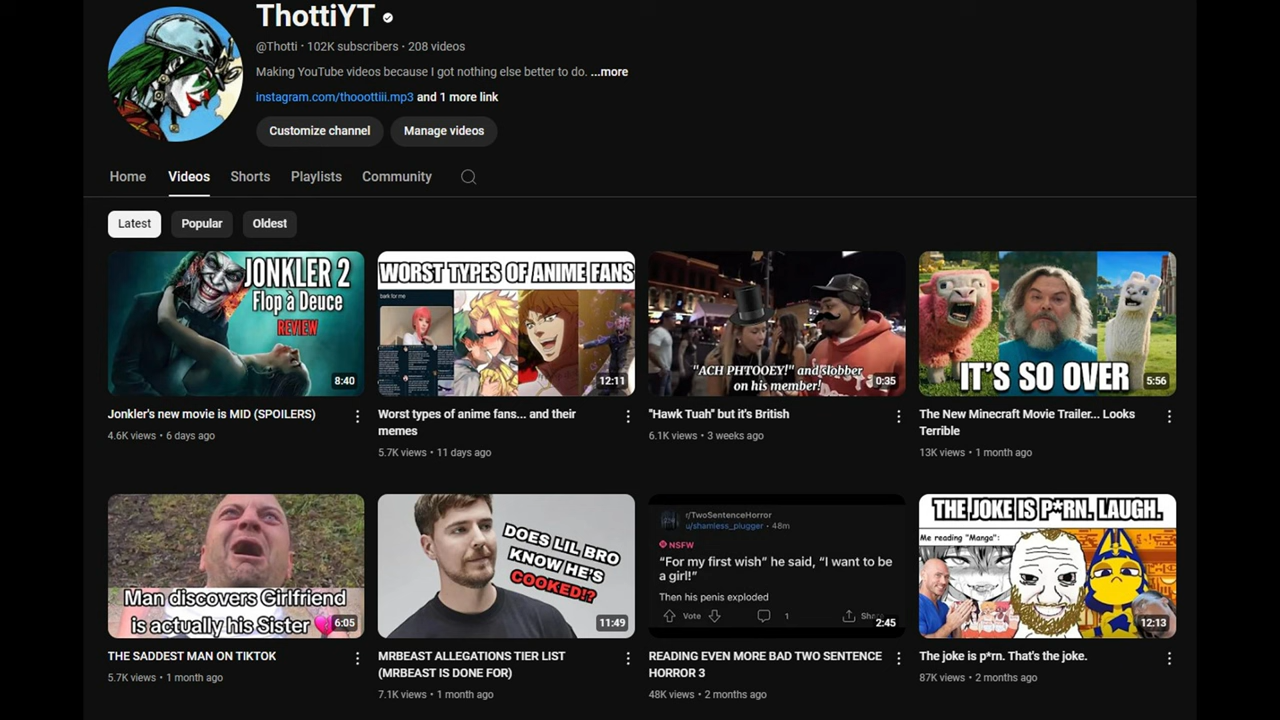 ThottiYT
@Thotti · 102K subscribers · 208 videos
Making YouTube videos because I got nothing else better to do. ...more
instagram.com/thooottiii.mp3 and 1 more link
Customize channel
Manage videos
Home
Videos
Shorts
Playlists
Community
Latest
Popular
Oldest
JONKLER 2
Flop à Deuce
REVIEW
8:40
WORST TYPES OF ANIME FANS
bark for me
12:11
"ACH PHTOOEY!" and slobber
on his member!
0:35
IT'S SO OVER
5:56
Jonkler's new movie is MID (SPOILERS)
4.6K views • 6 days ago
Worst types of anime fans... and their
memes
5.7K views • 11 days ago
"Hawk Tuah" but it's British
6.1K views • 3 weeks ago
The New Minecraft Movie Trailer... Looks
Terrible
13K views • 1 month ago
Man discovers Girlfriend
is actually his Sister 💔
6:05
DOES LIL BRO
KNOW HE'S
COOKED!?
11:49
r/TwoSentenceHorror
u/shamless_plugger • 48m
NSFW
"For my first wish" he said, "I want to be
a girl!"
Then his penis exploded
Vote
1
Share
2:45
THE JOKE IS P*RN. LAUGH.
Me reading "Manga":
12:13
THE SADDEST MAN ON TIKTOK
5.7K views • 1 month ago
MRBEAST ALLEGATIONS TIER LIST
(MRBEAST IS DONE FOR)
7.1K views • 1 month ago
READING EVEN MORE BAD TWO SENTENCE
HORROR 3
48K views • 2 months ago
The joke is p*rn. That's the joke.
87K views • 2 months ago